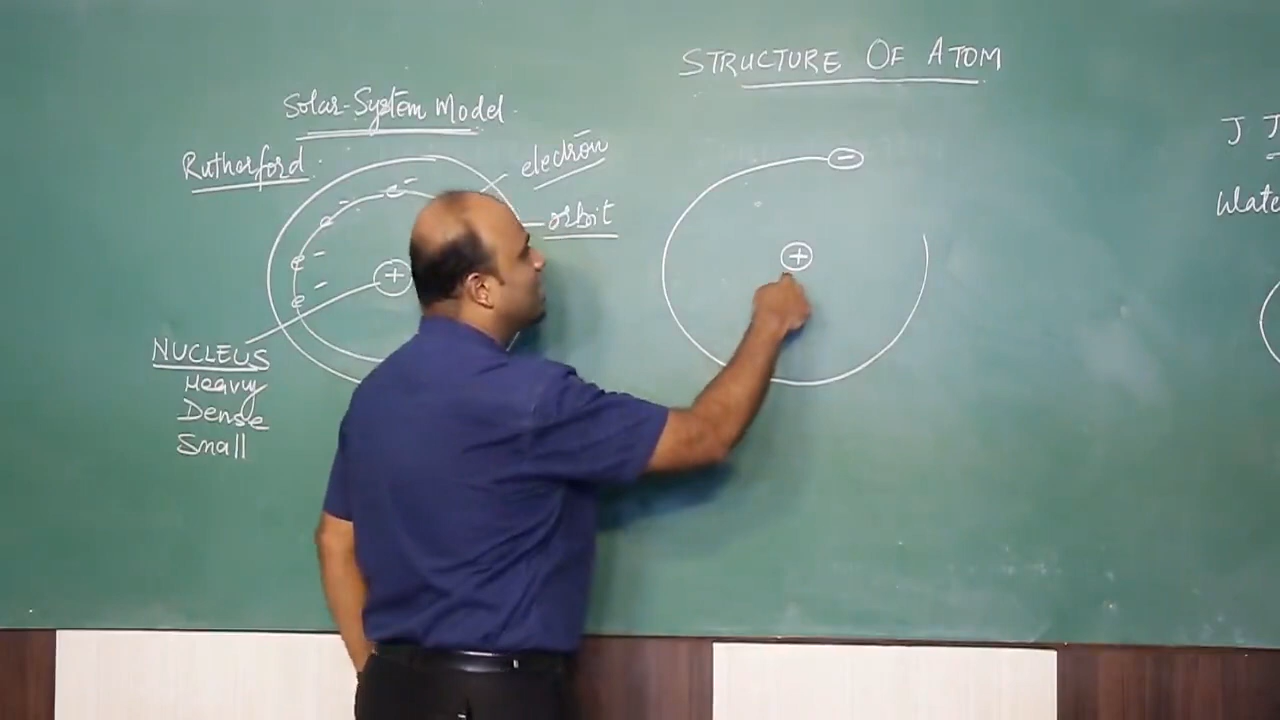 STRUCTURE OF ATOM
Solar-System Model
Rutherford
electron
orbit
e-
e-
e-
+
NUCLEUS
Heavy
Dense
Small
-
+
J